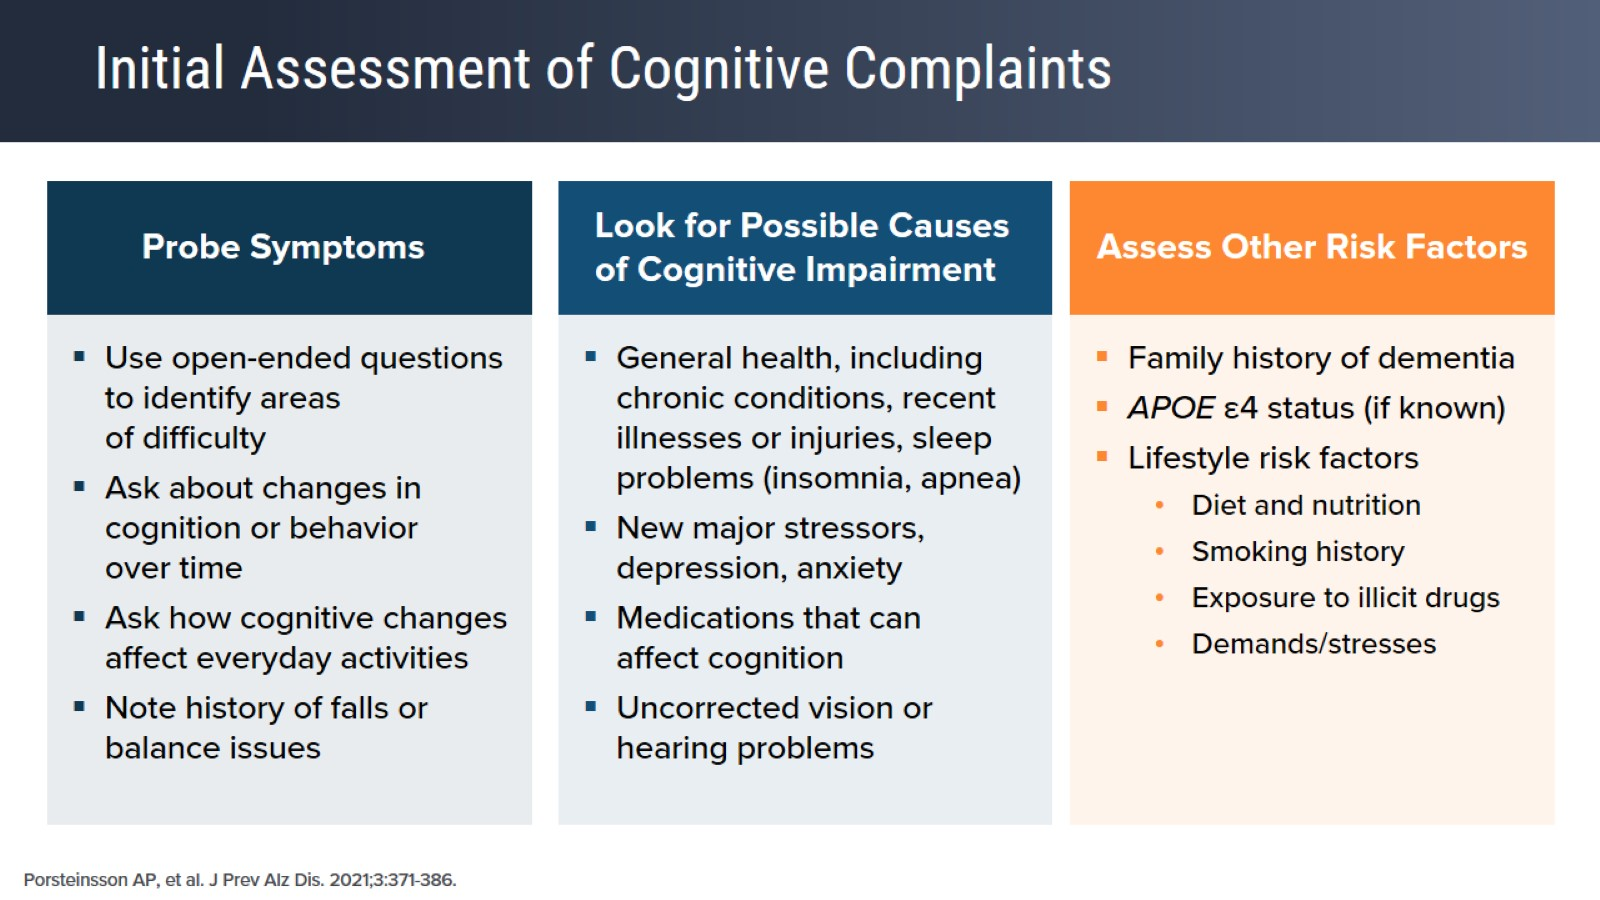 Initial Assessment of Cognitive Complaints
Probe Symptoms
▪ Use open-ended questions
to identify areas
of difficulty
▪ Ask about changes in
cognition or behavior
over time
▪ Ask how cognitive changes
affect everyday activities
▪ Note history of falls or
balance issues
Look for Possible Causes
of Cognitive Impairment
▪ General health, including
chronic conditions, recent
illnesses or injuries, sleep
problems (insomnia, apnea)
▪ New major stressors,
depression, anxiety
▪ Medications that can
affect cognition
▪ Uncorrected vision or
hearing problems
Assess Other Risk Factors
▪ Family history of dementia
▪ APOE ε4 status (if known)
▪ Lifestyle risk factors
• Diet and nutrition
• Smoking history
• Exposure to illicit drugs
• Demands/stresses
Porsteinsson AP, et al. J Prev Alz Dis. 2021;3:371-386.